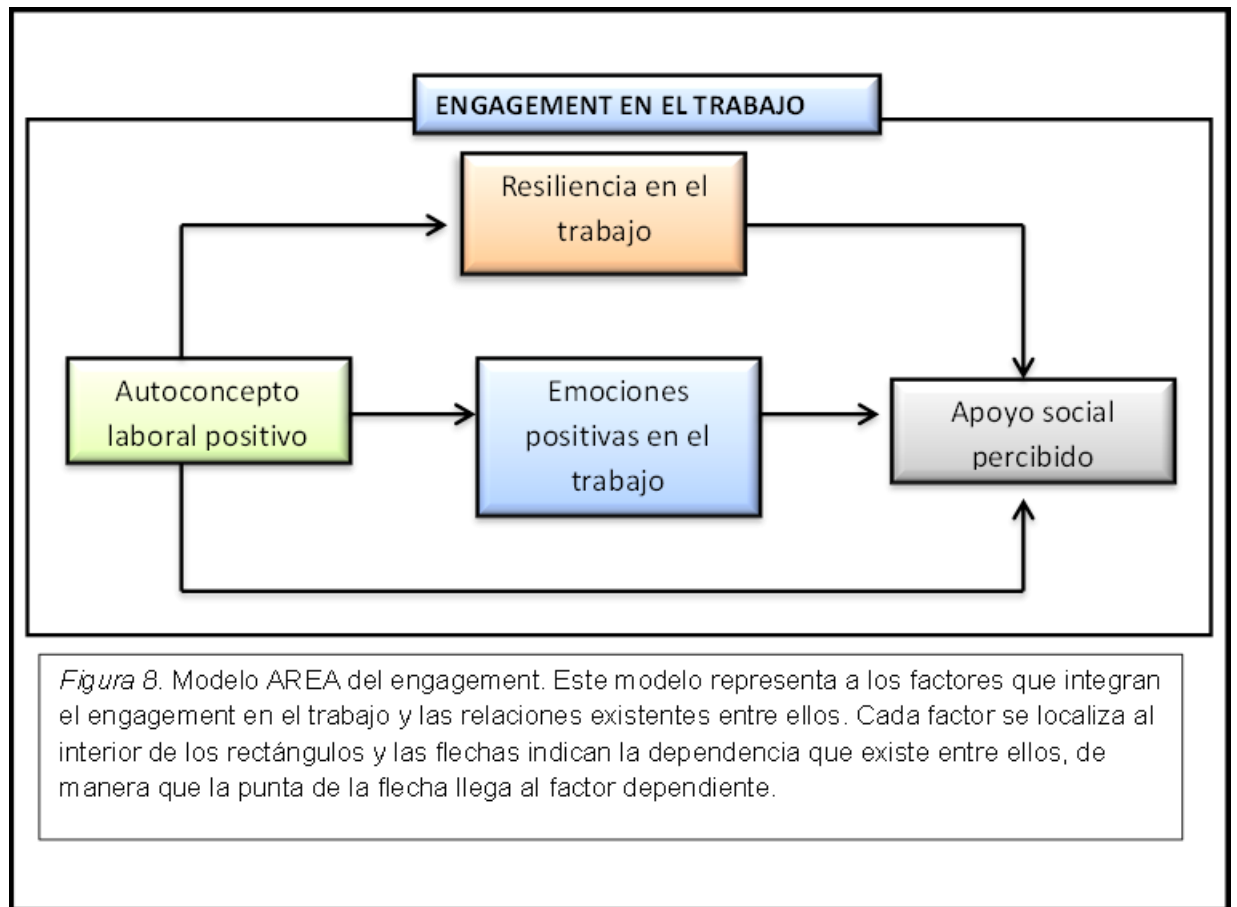 ENGAGEMENT EN EL TRABAJO
Resiliencia en el
trabajo
Autoconcepto
laboral positivo
Emociones
positivas en el
trabajo
Apoyo social
percibido
Figura 8. Modelo AREA del engagement. Este modelo representa a los factores que integran
el engagement en el trabajo y las relaciones existentes entre ellos. Cada factor se localiza al
interior de los rectángulos y las flechas indican la dependencia que existe entre ellos, de
manera que la punta de la flecha llega al factor dependiente.